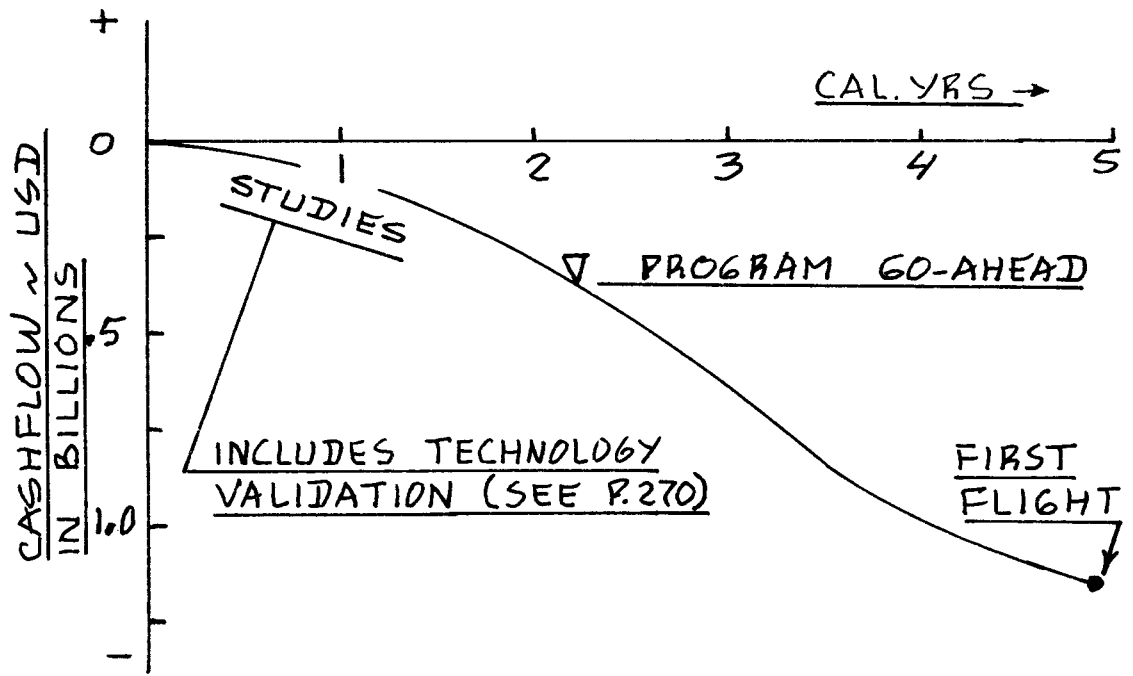 +
CAL. YRS →
0
1
2
3
4
5
STUDIES
PROGRAM GO-AHEAD
.5
INCLUDES TECHNOLOGY
VALIDATION (SEE P.270)
FIRST
FLIGHT
1.0
−
CASHFLOW ~ USD
IN BILLIONS